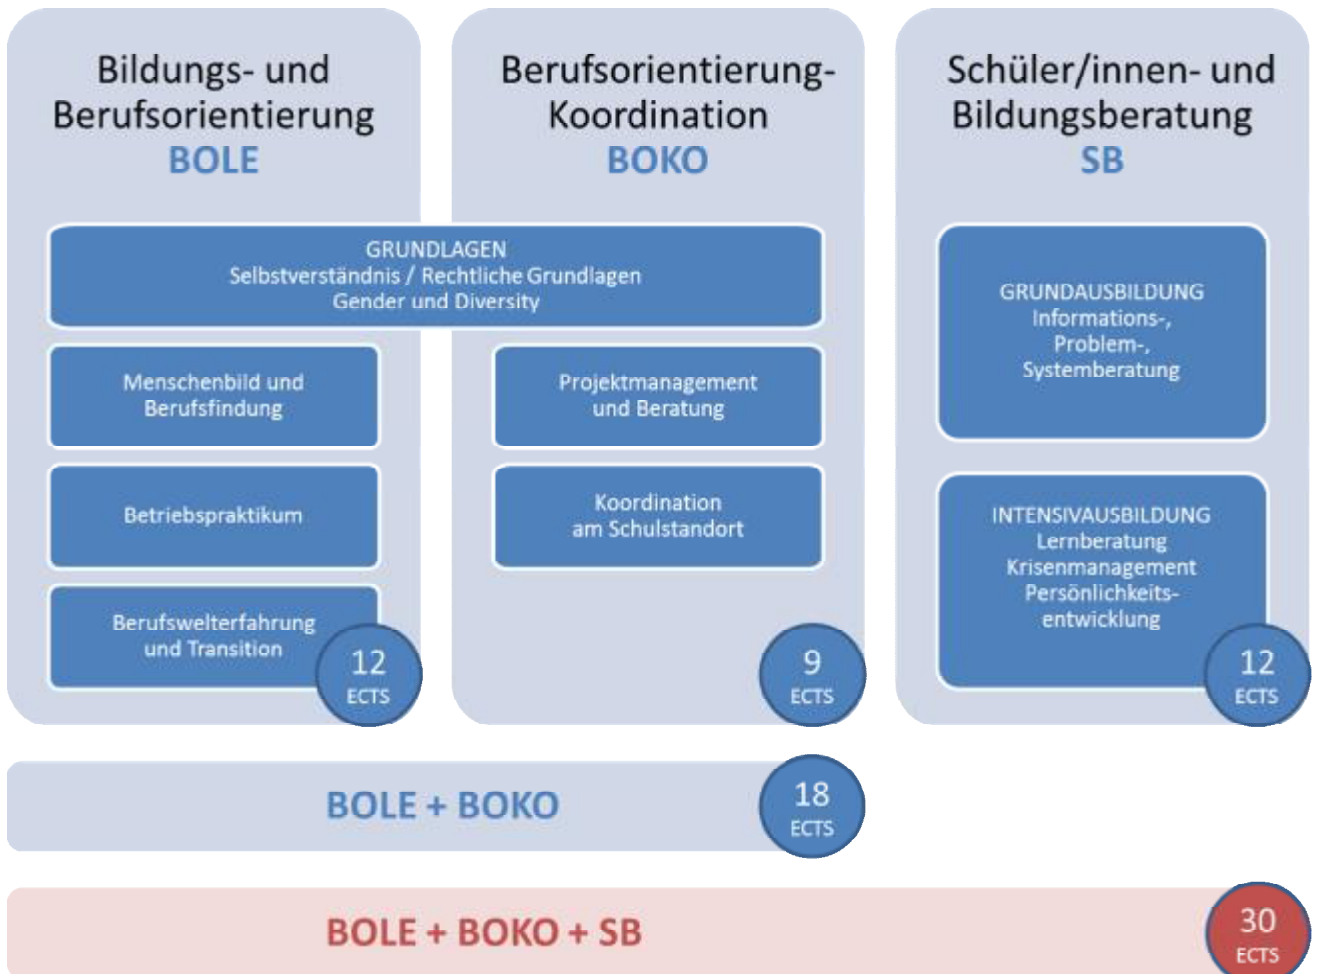 Bildungs- und
Berufsorientierung
BOLE
Berufsorientierung-
Koordination
BOKO
Schüler/innen- und
Bildungsberatung
SB
GRUNDLAGEN
Selbstverständnis / Rechtliche Grundlagen
Gender und Diversity
Menschenbild und
Berufsfindung
Betriebspraktikum
Berufswelterfahrung
und Transition
12
ECTS
Projektmanagement
und Beratung
Koordination
am Schulstandort
9
ECTS
GRUNDAUSBILDUNG
Informations-,
Problem-,
Systemberatung
INTENSIVAUSBILDUNG
Lernberatung
Krisenmanagement
Persönlichkeits-
entwicklung
12
ECTS
BOLE + BOKO
18
ECTS
BOLE + BOKO + SB
30
ECTS